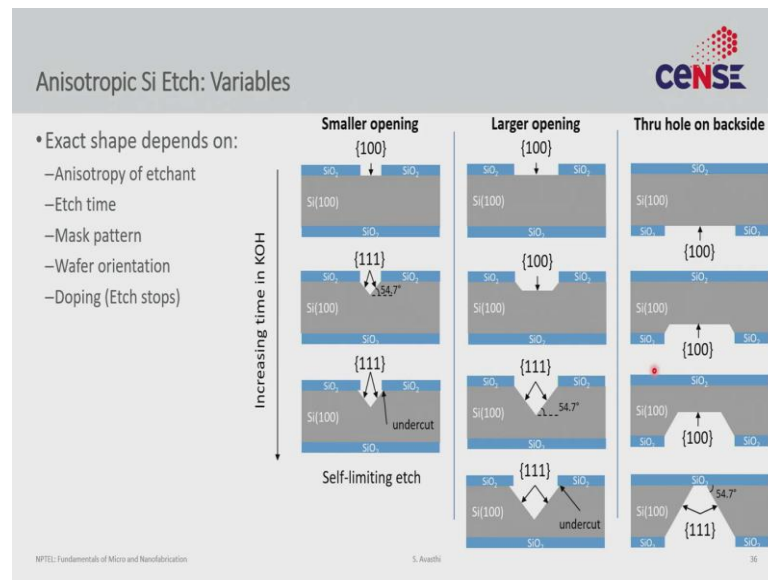 Anisotropic Si Etch: Variables
CeNSE
•Exact shape depends on:
–Anisotropy of etchant
–Etch time
–Mask pattern
–Wafer orientation
–Doping (Etch stops)
Increasing time in KOH
Smaller opening
{100}
SiO2 SiO2
Si(100)
SiO2
{111}
SiO2 SiO2
54.7°
Si(100)
SiO2
{111}
SiO2 SiO2
Si(100)
undercut
SiO2
Self-limiting etch
Larger opening
{100}
SiO2 SiO2
Si(100)
SiO2
{100}
SiO2 SiO2
Si(100)
SiO2
{111}
SiO2 SiO2
Si(100)
54.7°
SiO2
{111}
SiO2 SiO2
Si(100)
undercut
SiO2
Thru hole on backside
SiO2
Si(100)
SiO2 SiO2
{100}
SiO2
Si(100)
SiO2 SiO2
{100}
SiO2
Si(100)
{100}
SiO2 SiO2
SiO2
54.7°
Si(100)
{111}
SiO2 SiO2
NPTEL: Fundamentals of Micro and Nanofabrication
S. Avasthi
36